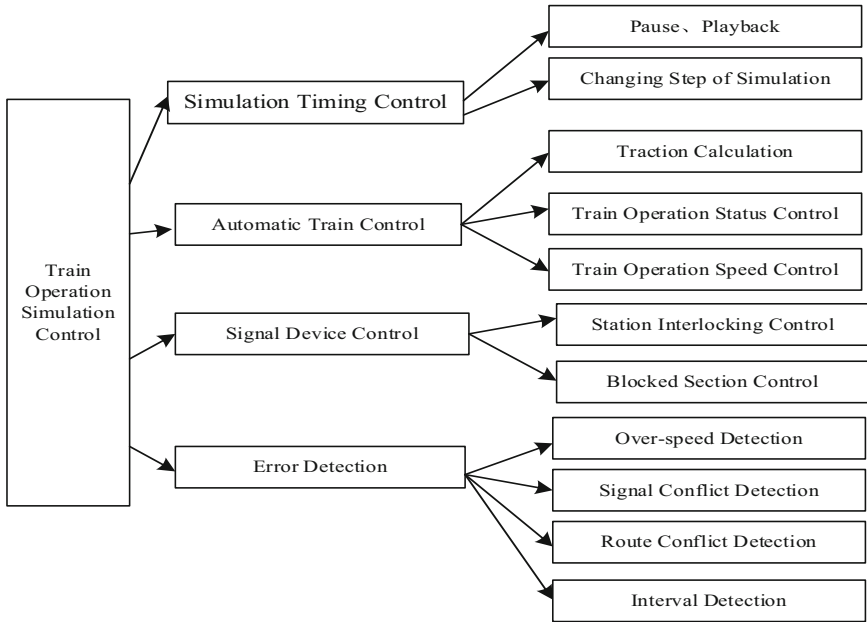 Train
Operation
Simulation
Control
Simulation Timing Control
Pause、Playback
Changing Step of Simulation
Automatic Train Control
Traction Calculation
Train Operation Status Control
Train Operation Speed Control
Signal Device Control
Station Interlocking Control
Blocked Section Control
Error Detection
Over-speed Detection
Signal Conflict Detection
Route Conflict Detection
Interval Detection